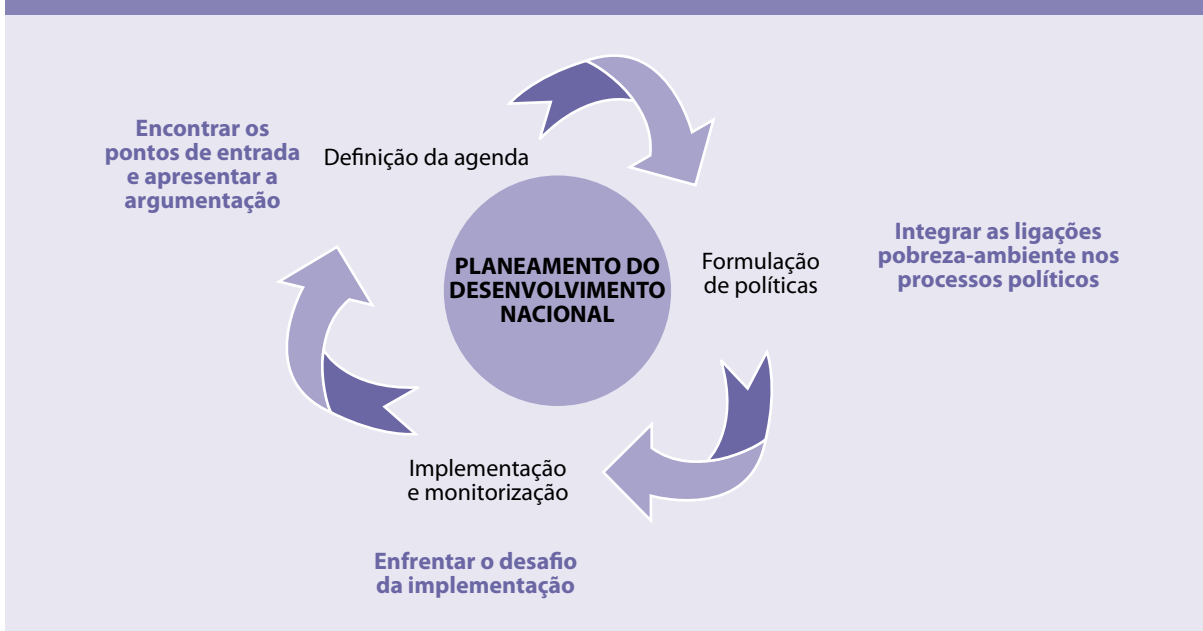 Encontrar os
pontos de entrada
e apresentar a
argumentação
Definição da agenda
PLANEAMENTO DO
DESENVOLVIMENTO
NACIONAL
Formulação
de políticas
Integrar as ligações
pobreza-ambiente nos
processos políticos
Implementação
e monitorização
Enfrentar o desafio
da implementação